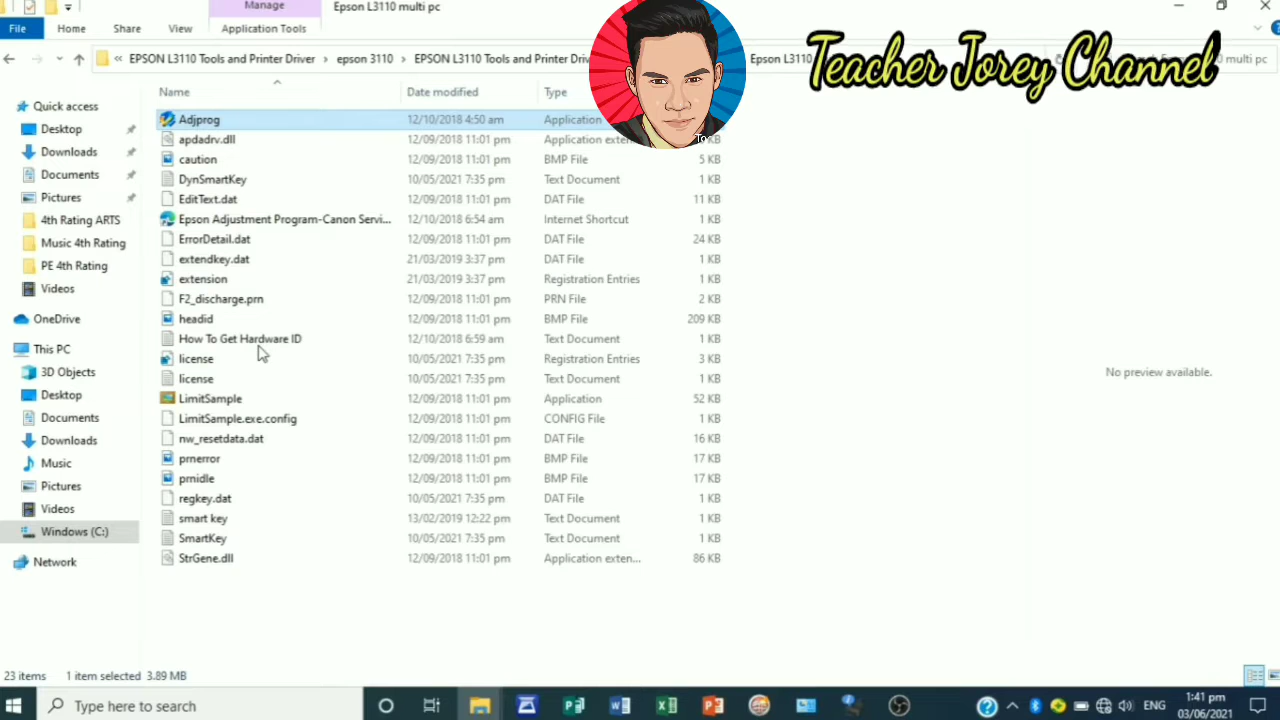 Manage
Epson L3110 multi pc
File
Home
Share
View
Application Tools
« EPSON L3110 Tools and Printer Driver > epson 3110 > EPSON L3110 Tools and Printer Driv
Epson L3110
multi pc
Teacher Jorey Channel
Name
Date modified
Type
Quick access
Desktop
Downloads
Documents
Pictures
4th Rating ARTS
Music 4th Rating
PE 4th Rating
Videos
OneDrive
This PC
3D Objects
Desktop
Documents
Downloads
Music
Pictures
Videos
Windows (C:)
Network
Adjprog 12/10/2018 4:50 am Application
apdadrv.dll 12/09/2018 11:01 pm Application exten... KB
caution 12/09/2018 11:01 pm BMP File 5 KB
DynSmartKey 10/05/2021 7:35 pm Text Document 1 KB
EditText.dat 12/09/2018 11:01 pm DAT File 11 KB
Epson Adjustment Program-Canon Servi... 12/10/2018 6:54 am Internet Shortcut 1 KB
ErrorDetail.dat 12/09/2018 11:01 pm DAT File 24 KB
extendkey.dat 21/03/2019 3:37 pm DAT File 1 KB
extension 21/03/2019 3:37 pm Registration Entries 1 KB
F2_discharge.prn 12/09/2018 11:01 pm PRN File 2 KB
headid 12/09/2018 11:01 pm BMP File 209 KB
How To Get Hardware ID 12/10/2018 6:59 am Text Document 1 KB
license 10/05/2021 7:35 pm Registration Entries 3 KB
license 10/05/2021 7:35 pm Text Document 1 KB
LimitSample 12/09/2018 11:01 pm Application 52 KB
LimitSample.exe.config 12/09/2018 11:01 pm CONFIG File 1 KB
nw_resetdata.dat 12/09/2018 11:01 pm DAT File 16 KB
prnerror 12/09/2018 11:01 pm BMP File 17 KB
prnidle 12/09/2018 11:01 pm BMP File 17 KB
regkey.dat 10/05/2021 7:35 pm DAT File 1 KB
smart key 13/02/2019 12:22 pm Text Document 1 KB
SmartKey 10/05/2021 7:35 pm Text Document 1 KB
StrGene.dll 12/09/2018 11:01 pm Application exten... 86 KB
No preview available.
23 items 1 item selected 3.89 MB
Type here to search
ENG
1:41 pm
03/06/2021